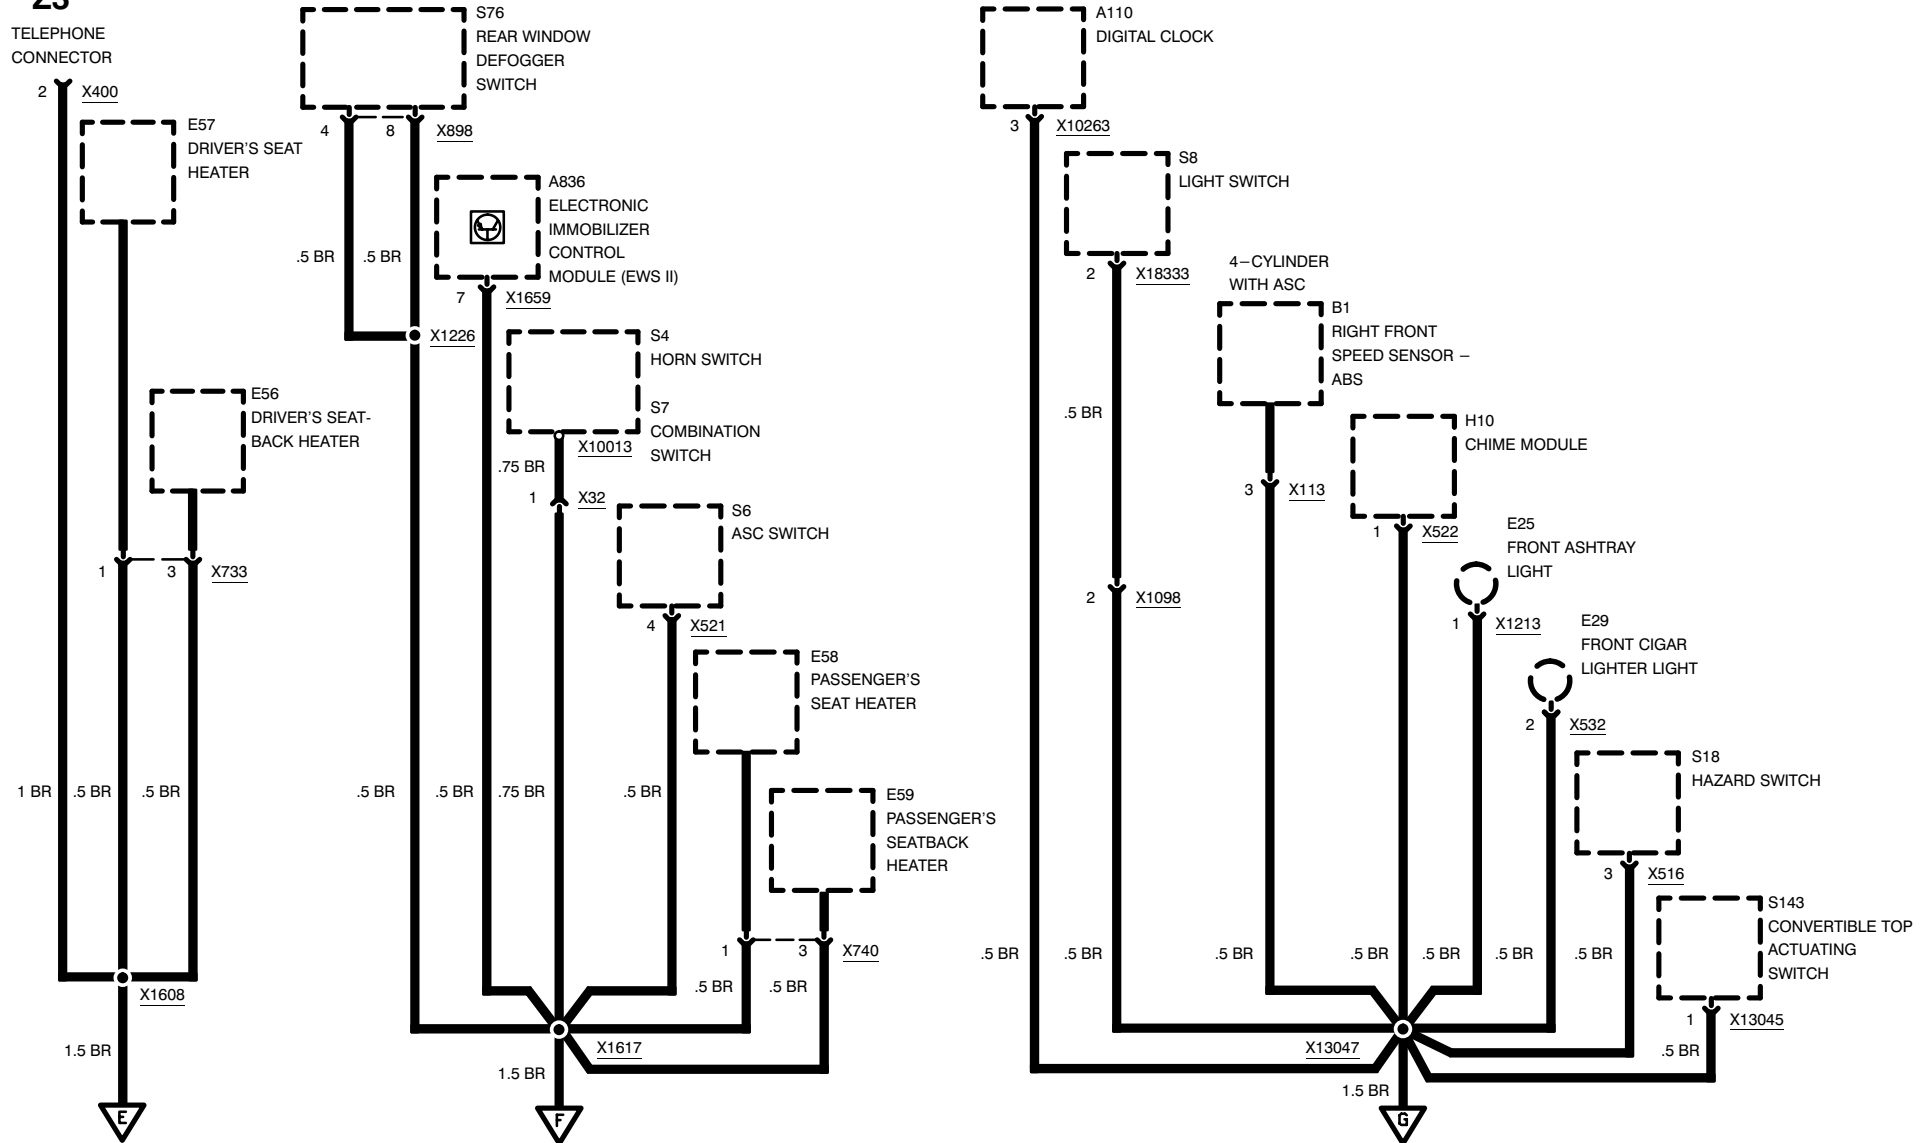 Z3
TELEPHONE
CONNECTOR
2 X400
E57
DRIVER'S SEAT
HEATER
E56
DRIVER'S SEAT-
BACK HEATER
1 3 X733
1 BR .5 BR .5 BR
X1608
1.5 BR
E
S76
REAR WINDOW
DEFOGGER
SWITCH
4 8 X898
.5 BR .5 BR
X1226
A836
ELECTRONIC
IMMOBILIZER
CONTROL
MODULE (EWS II)
7 X1659
S4
HORN SWITCH
S7
COMBINATION
SWITCH
X10013
.75 BR
1 X32
S6
ASC SWITCH
4 X521
E58
PASSENGER'S
SEAT HEATER
E59
PASSENGER'S
SEATBACK
HEATER
.5 BR .5 BR .75 BR .5 BR
1 3 X740
.5 BR .5 BR
X1617
1.5 BR
F
A110
DIGITAL CLOCK
3 X10263
S8
LIGHT SWITCH
2 X18333
.5 BR
2 X1098
4–CYLINDER
WITH ASC
B1
RIGHT FRONT
SPEED SENSOR –
ABS
3 X113
H10
CHIME MODULE
1 X522
E25
FRONT ASHTRAY
LIGHT
1 X1213
E29
FRONT CIGAR
LIGHTER LIGHT
2 X532
S18
HAZARD SWITCH
3 X516
S143
CONVERTIBLE TOP
ACTUATING
SWITCH
1 X13045
.5 BR .5 BR .5 BR .5 BR .5 BR .5 BR .5 BR
.5 BR
X13047
1.5 BR
G